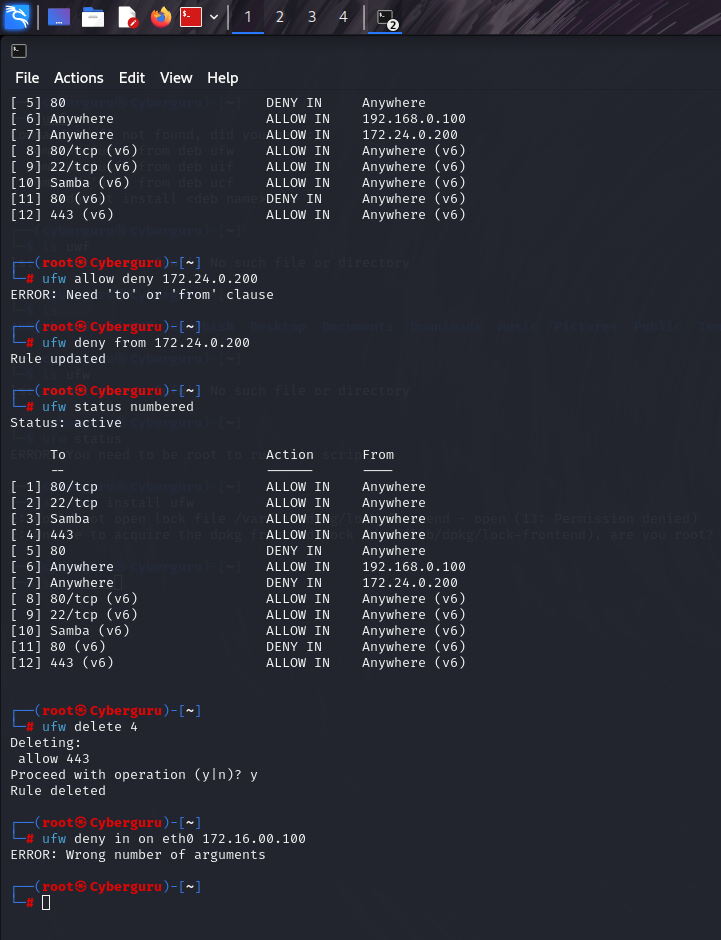 1 2 3 4 2
File Actions Edit View Help
[ 5] 80 DENY IN Anywhere
[ 6] Anywhere ALLOW IN 192.168.0.100
[ 7] Anywhere ALLOW IN 172.24.0.200
[ 8] 80/tcp (v6) ALLOW IN Anywhere (v6)
[ 9] 22/tcp (v6) ALLOW IN Anywhere (v6)
[10] Samba (v6) ALLOW IN Anywhere (v6)
[11] 80 (v6) DENY IN Anywhere (v6)
[12] 443 (v6) ALLOW IN Anywhere (v6)
┌──(root㉿Cyberguru)-[~]
└─# ufw allow deny 172.24.0.200
ERROR: Need 'to' or 'from' clause
┌──(root㉿Cyberguru)-[~]
└─# ufw deny from 172.24.0.200
Rule updated
┌──(root㉿Cyberguru)-[~]
└─# ufw status numbered
Status: active
To Action From
-- ------ ----
[ 1] 80/tcp ALLOW IN Anywhere
[ 2] 22/tcp ALLOW IN Anywhere
[ 3] Samba ALLOW IN Anywhere
[ 4] 443 ALLOW IN Anywhere
[ 5] 80 DENY IN Anywhere
[ 6] Anywhere ALLOW IN 192.168.0.100
[ 7] Anywhere DENY IN 172.24.0.200
[ 8] 80/tcp (v6) ALLOW IN Anywhere (v6)
[ 9] 22/tcp (v6) ALLOW IN Anywhere (v6)
[10] Samba (v6) ALLOW IN Anywhere (v6)
[11] 80 (v6) DENY IN Anywhere (v6)
[12] 443 (v6) ALLOW IN Anywhere (v6)
┌──(root㉿Cyberguru)-[~]
└─# ufw delete 4
Deleting:
 allow 443
Proceed with operation (y|n)? y
Rule deleted
┌──(root㉿Cyberguru)-[~]
└─# ufw deny in on eth0 172.16.00.100
ERROR: Wrong number of arguments
┌──(root㉿Cyberguru)-[~]
└─#